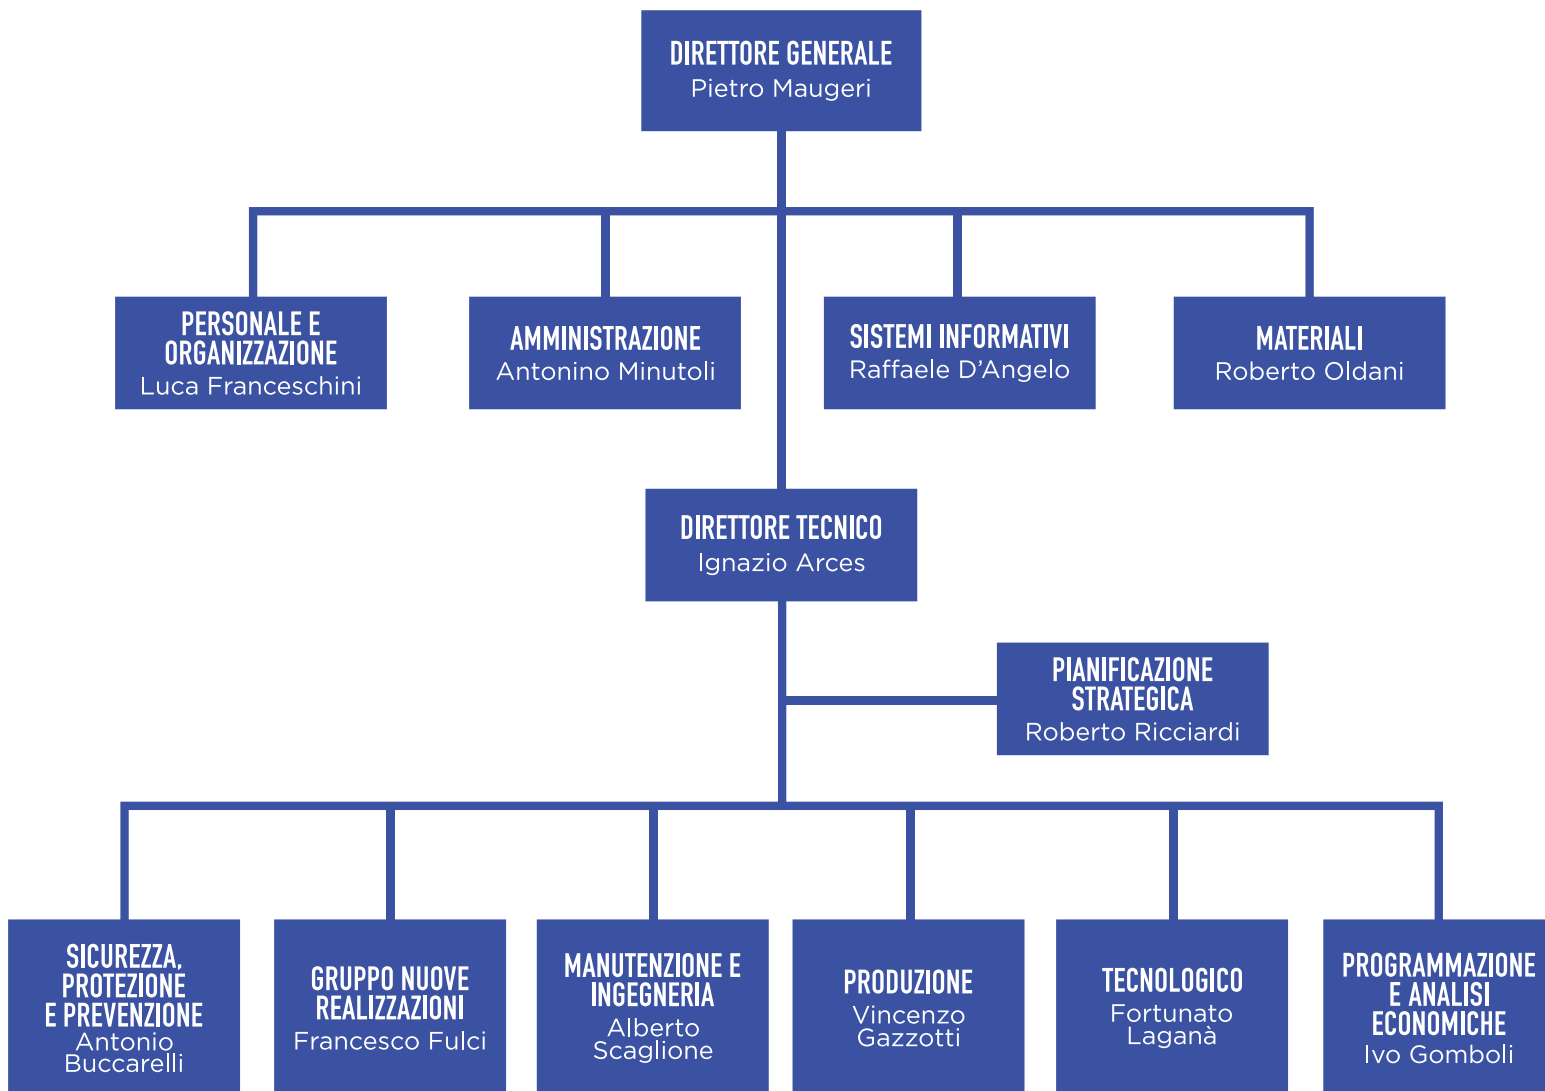 DIRETTORE GENERALE
Pietro Maugeri
PERSONALE E
ORGANIZZAZIONE
Luca Franceschini
AMMINISTRAZIONE
Antonino Minutoli
SISTEMI INFORMATIVI
Raffaele D’Angelo
MATERIALI
Roberto Oldani
DIRETTORE TECNICO
Ignazio Arces
PIANIFICAZIONE
STRATEGICA
Roberto Ricciardi
SICUREZZA,
PROTEZIONE
E PREVENZIONE
Antonio
Buccarelli
GRUPPO NUOVE
REALIZZAZIONI
Francesco Fulci
MANUTENZIONE E
INGEGNERIA
Alberto
Scaglione
PRODUZIONE
Vincenzo
Gazzotti
TECNOLOGICO
Fortunato
Laganà
PROGRAMMAZIONE
E ANALISI
ECONOMICHE
Ivo Gomboli